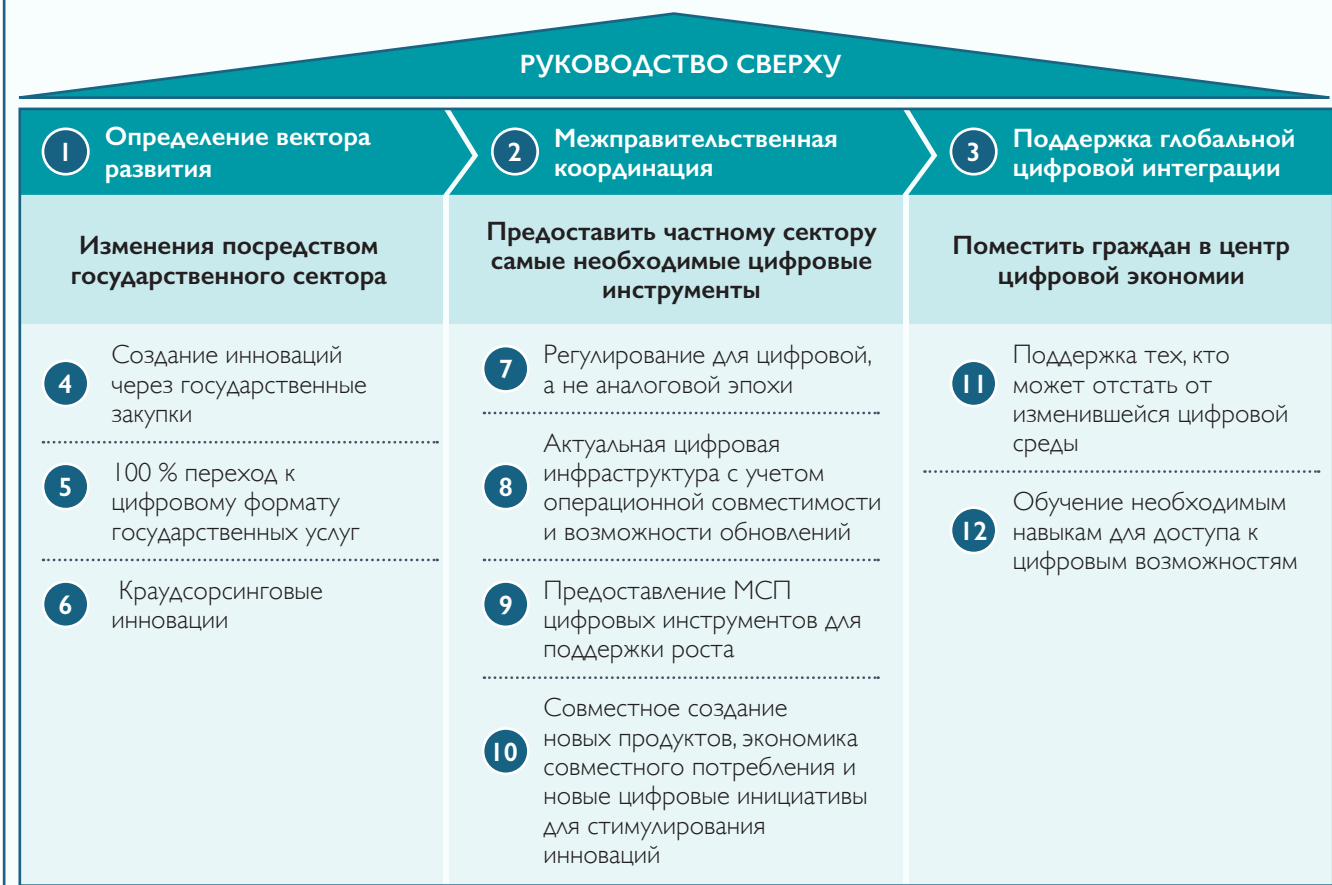 РУКОВОДСТВО СВЕРХУ
1
Определение вектора
развития
2
Межправительственная
координация
3
Поддержка глобальной
цифровой интеграции
Изменения посредством
государственного сектора
Предоставить частному сектору
самые необходимые цифровые
инструменты
Поместить граждан в центр
цифровой экономии
4
Создание инноваций
через государственные
закупки
5
100 % переход к
цифровому формату
государственных услуг
6
Краудсорсинговые
инновации
7
Регулирование для цифровой,
а не аналоговой эпохи
8
Актуальная цифровая
инфраструктура с учетом
операционной совместимости
и возможности обновлений
9
Предоставление МСП
цифровых инструментов для
поддержки роста
10
Совместное создание
новых продуктов, экономика
совместного потребления и
новые цифровые инициативы
для стимулирования
инноваций
11
Поддержка тех, кто
может отстать от
изменившейся цифровой
среды
12
Обучение необходимым
навыкам для доступа к
цифровым возможностям